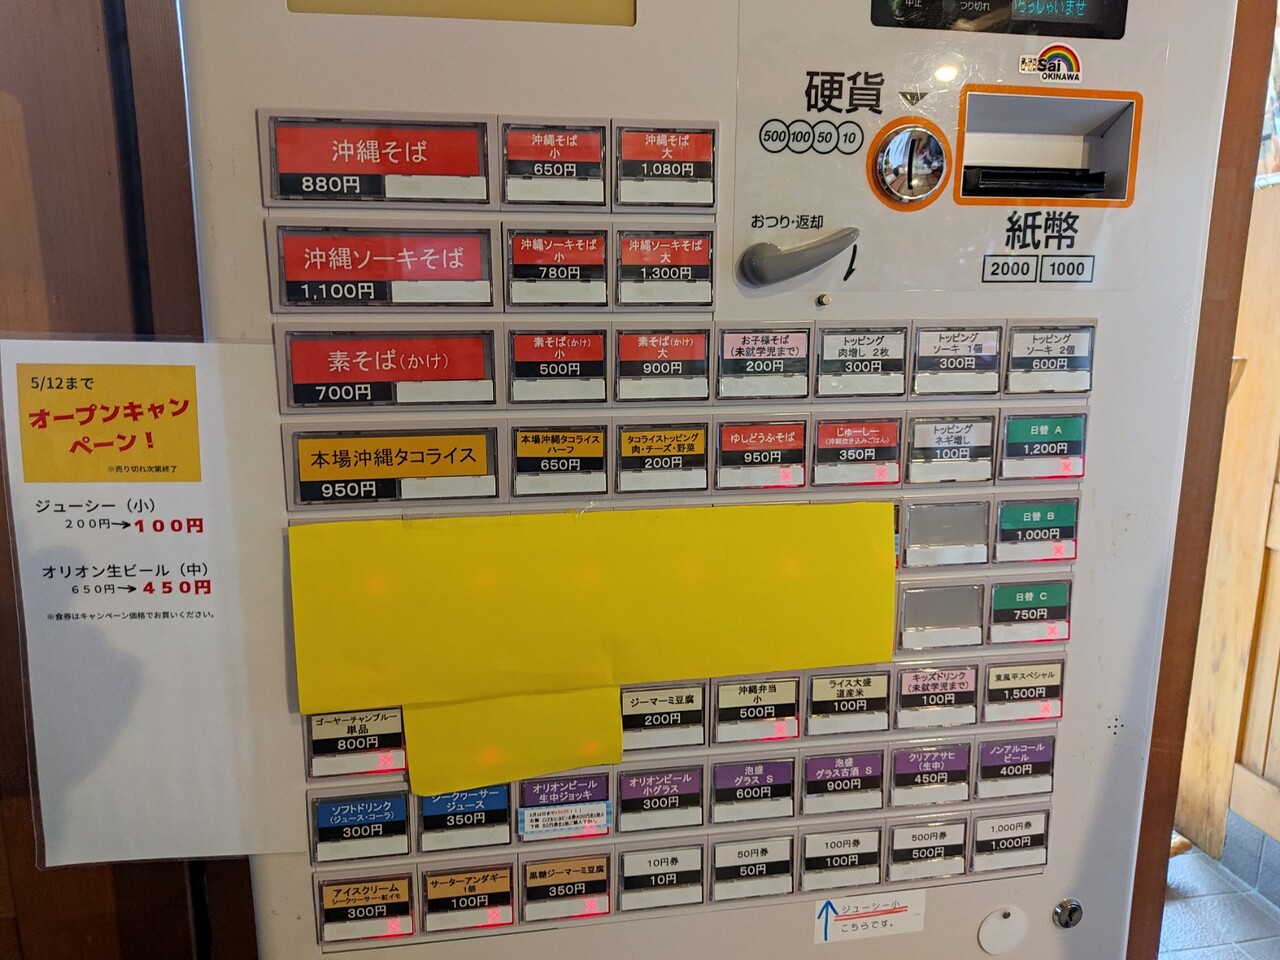 中止
つり切れ
いらっしゃいませ
HiSai
OKINAWA
硬貨
500 100 50 10
おつり・返却
紙幣
2000 1000
沖縄そば
880円
沖縄そば
小
650円
沖縄そば
大
1,080円
沖縄ソーキそば
1,100円
沖縄ソーキそば
小
780円
沖縄ソーキそば
大
1,300円
素そば(かけ)
700円
素そば(かけ)
小
500円
素そば(かけ)
大
900円
お子様そば
(未就学児まで)
200円
トッピング
肉増し 2枚
300円
トッピング
ソーキ 1個
300円
トッピング
ソーキ 2個
600円
本場沖縄タコライス
950円
本場沖縄タコライス
ハーフ
650円
タコライストッピング
肉・チーズ・野菜
200円
ゆしどうふそば
950円
じゅーしー
(沖縄炊き込みごはん)
350円
トッピング
ネギ増し
100円
日替 A
1,200円
日替 B
1,000円
日替 C
750円
ゴーヤーチャンプルー
単品
800円
ジーマーミ豆腐
200円
沖縄弁当
小
500円
ライス大盛
道産米
100円
キッズドリンク
(未就学児まで)
100円
東風平スペシャル
1,500円
ソフトドリンク
(ジュース・コーラ)
300円
シークヮーサー
ジュース
350円
オリオンビール
生中ジョッキ
オリオンビール
小グラス
300円
泡盛
グラス S
600円
泡盛
グラス古酒 S
900円
クリアアサヒ
(生中)
450円
ノンアルコール
ビール
400円
アイスクリーム
シークヮーサー・紅イモ
300円
サーターアンダギー
1個
100円
黒糖ジーマーミ豆腐
350円
10円券
10円
50円券
50円
100円券
100円
500円券
500円
1,000円券
1,000円
ジューシー小
こちらです。
5/12まで
オープンキャン
ペーン！
※売り切れ次第終了
ジューシー（小）
200円→100円
オリオン生ビール（中）
650円→450円
※食券はキャンペーン価格でお買いください。